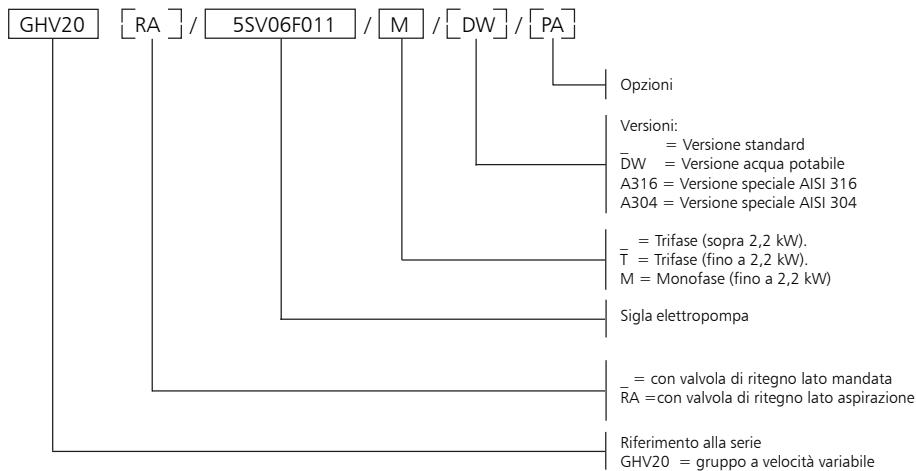 GHV20 RA / 5SV06F011 / M / DW / PA
Opzioni
Versioni:
_ = Versione standard
DW = Versione acqua potabile
A316 = Versione speciale AISI 316
A304 = Versione speciale AISI 304
_ = Trifase (sopra 2,2 kW).
T = Trifase (fino a 2,2 kW).
M = Monofase (fino a 2,2 kW)
Sigla elettropompa
_ = con valvola di ritegno lato mandata
RA =con valvola di ritegno lato aspirazione
Riferimento alla serie
GHV20 = gruppo a velocità variabile